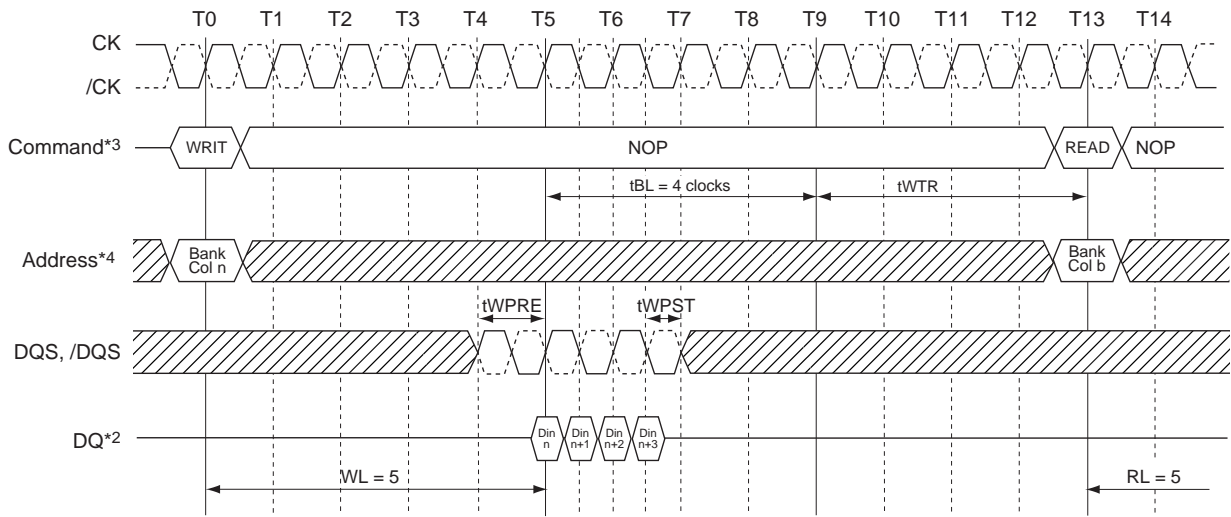 T0 T1 T2 T3 T4 T5 T6 T7 T8 T9 T10 T11 T12 T13 T14
CK
/CK
Command*3 WRIT NOP READ NOP
tBL = 4 clocks tWTR
Address*4 Bank Col n Bank Col b
tWPRE tWPST
DQS, /DQS
DQ*2 Din n Din n+1 Din n+2 Din n+3
WL = 5 RL = 5